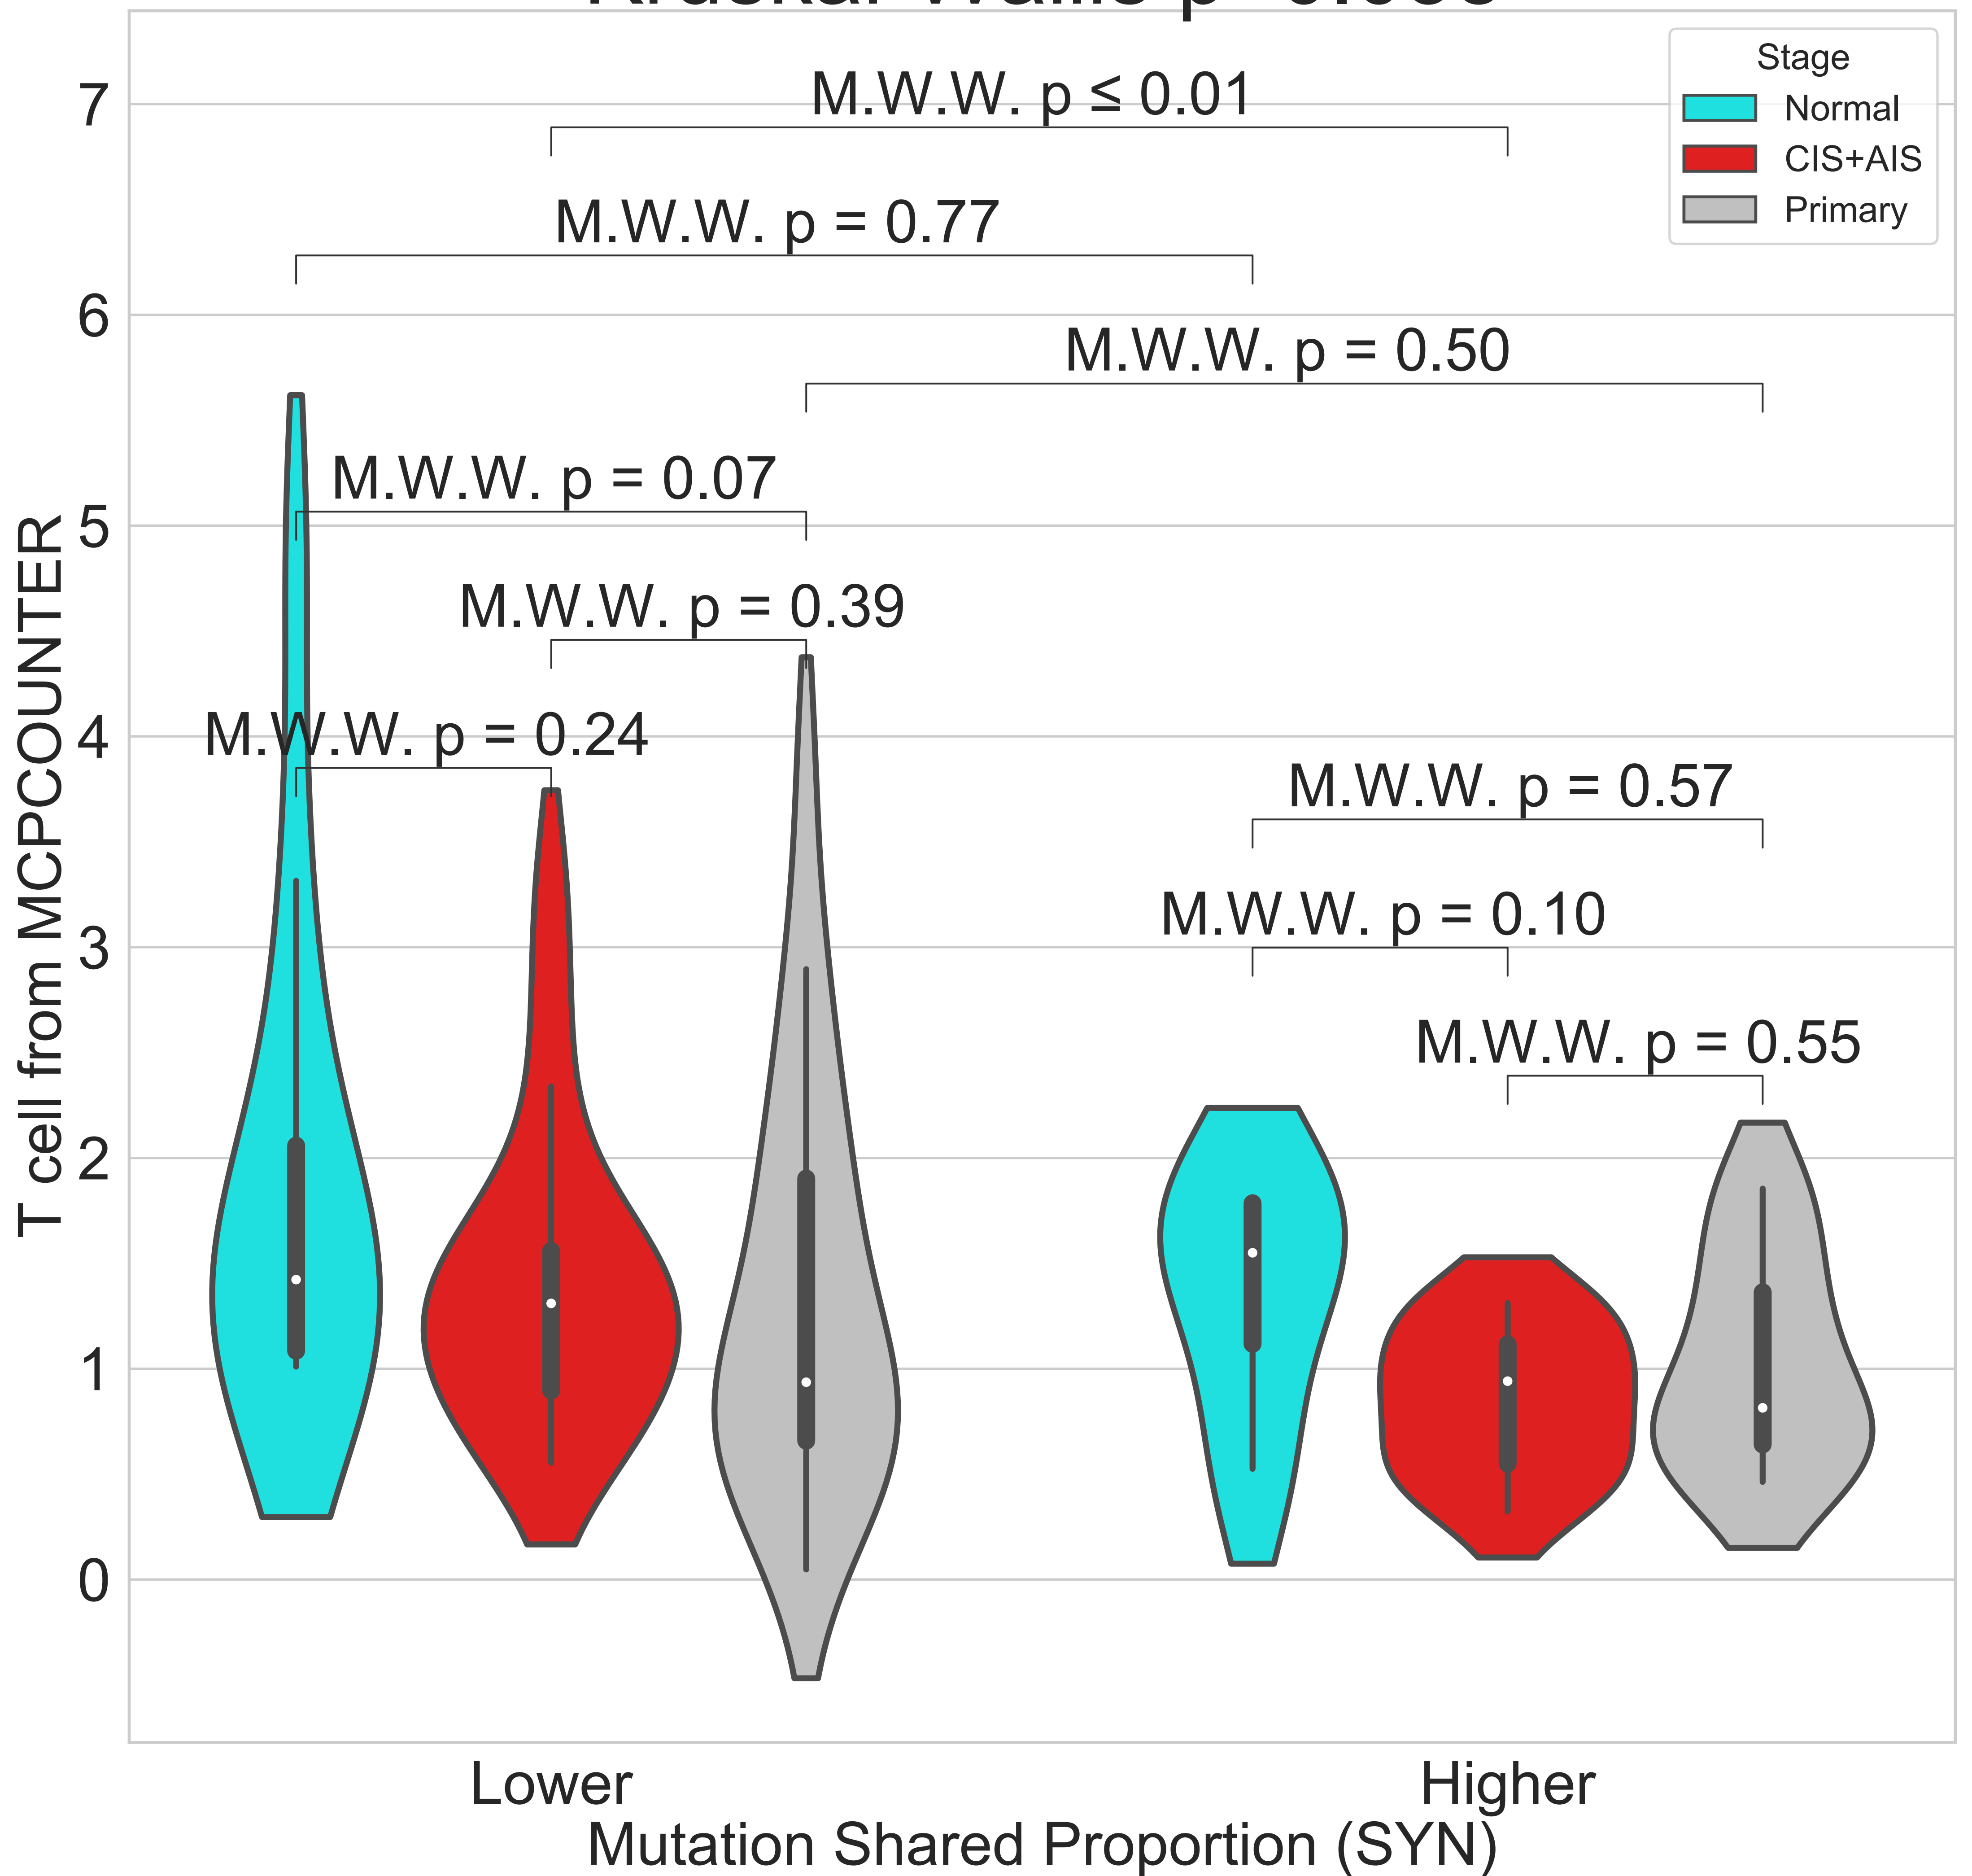 Stage
Normal
CIS+AIS
Primary
M.W.W. p ≤ 0.01
M.W.W. p = 0.77
M.W.W. p = 0.50
M.W.W. p = 0.07
M.W.W. p = 0.39
M.W.W. p = 0.24
M.W.W. p = 0.57
M.W.W. p = 0.10
M.W.W. p = 0.55
7
6
5
4
3
2
1
0
T cell from MCPCOUNTER
Lower
Higher
Mutation Shared Proportion (SYN)